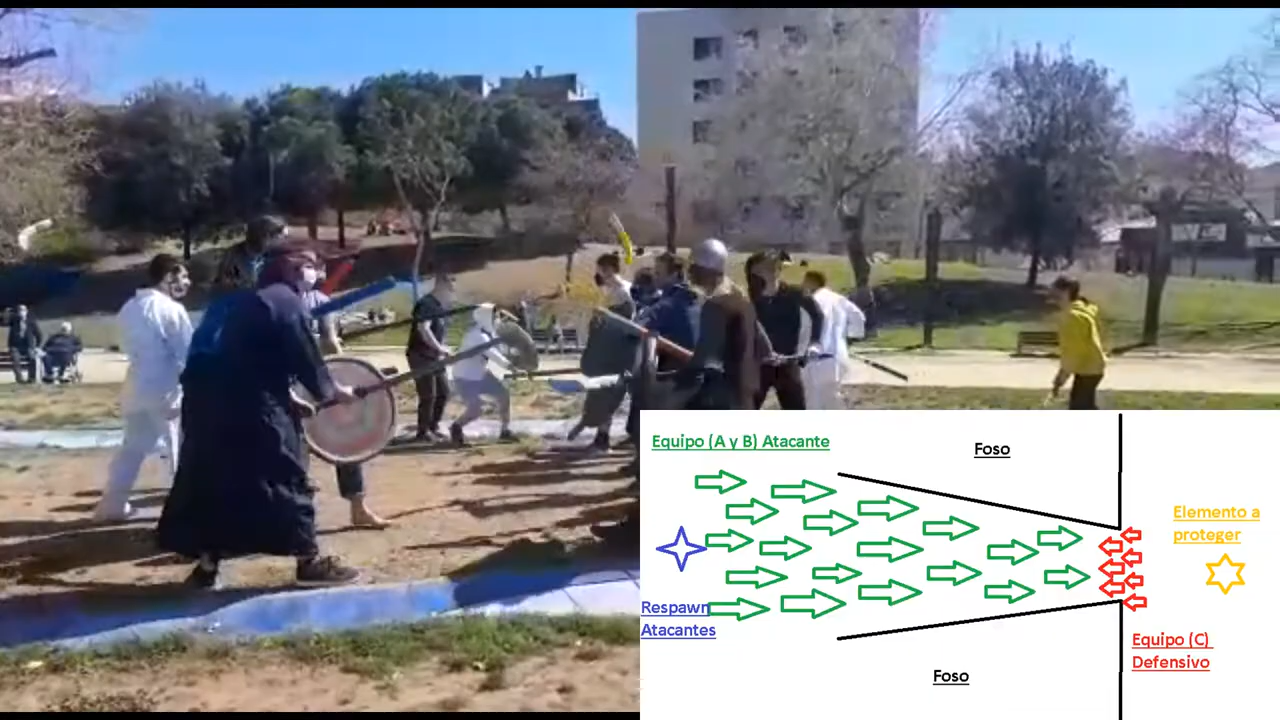 Equipo (A y B) Atacante
Foso
Elemento a
proteger
Respawn
Atacantes
Equipo (C)
Defensivo
Foso